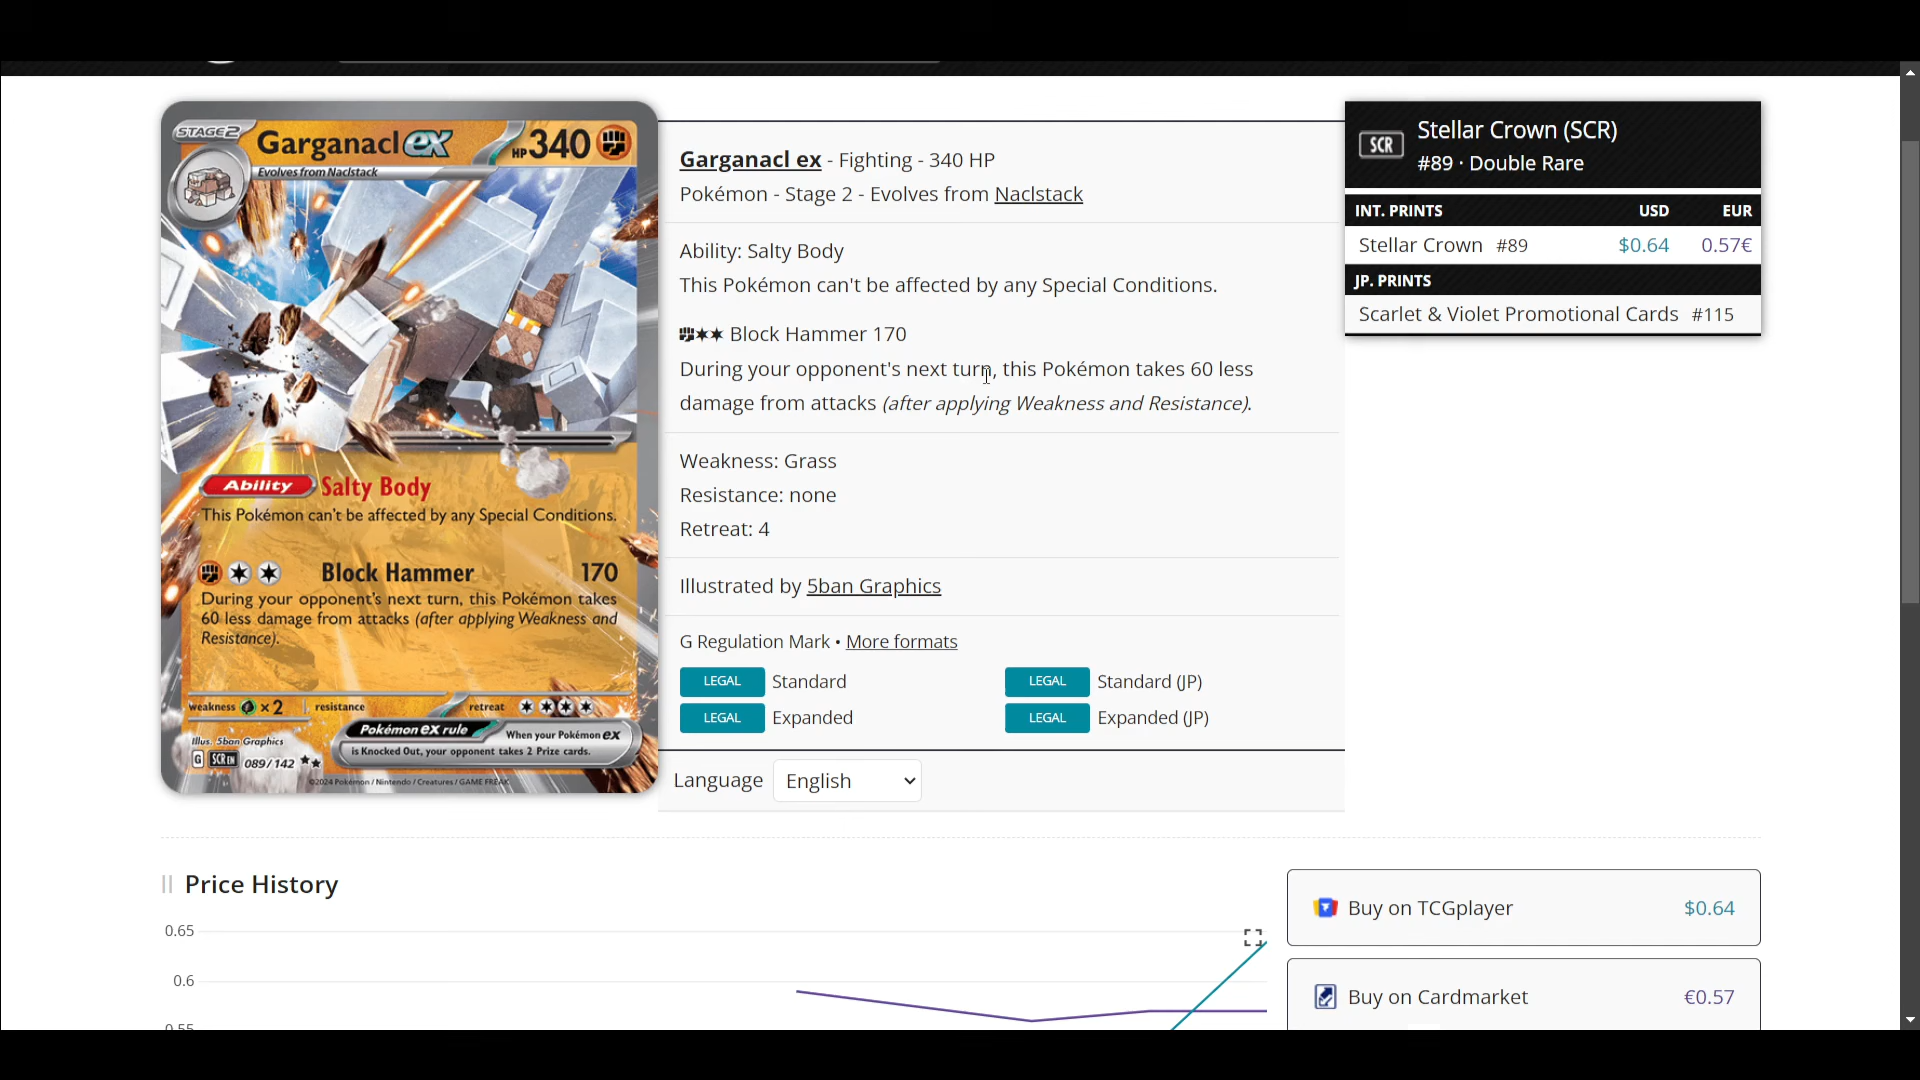 STAGE2
Garganacl ex
HP 340
Evolves from Naclstack
Ability Salty Body
This Pokémon can't be affected by any Special Conditions.
Block Hammer 170
During your opponent's next turn, this Pokémon takes
60 less damage from attacks (after applying Weakness and
Resistance).
weakness ×2 resistance retreat
Illus. 5ban Graphics
G SCR EN 089/142
Pokémon ex rule When your Pokémon ex
is Knocked Out, your opponent takes 2 Prize cards.
©2024 Pokémon / Nintendo / Creatures / GAME FREAK
Garganacl ex - Fighting - 340 HP
Pokémon - Stage 2 - Evolves from Naclstack
Ability: Salty Body
This Pokémon can't be affected by any Special Conditions.
Block Hammer 170
During your opponent's next turn, this Pokémon takes 60 less
damage from attacks (after applying Weakness and Resistance).
Weakness: Grass
Resistance: none
Retreat: 4
Illustrated by 5ban Graphics
G Regulation Mark • More formats
LEGAL Standard LEGAL Standard (JP)
LEGAL Expanded LEGAL Expanded (JP)
Language English
SCR
Stellar Crown (SCR)
#89 · Double Rare
INT. PRINTS USD EUR
Stellar Crown #89 $0.64 0.57€
JP. PRINTS
Scarlet & Violet Promotional Cards #115
Price History
0.65
0.6
0.55
Buy on TCGplayer $0.64
Buy on Cardmarket €0.57